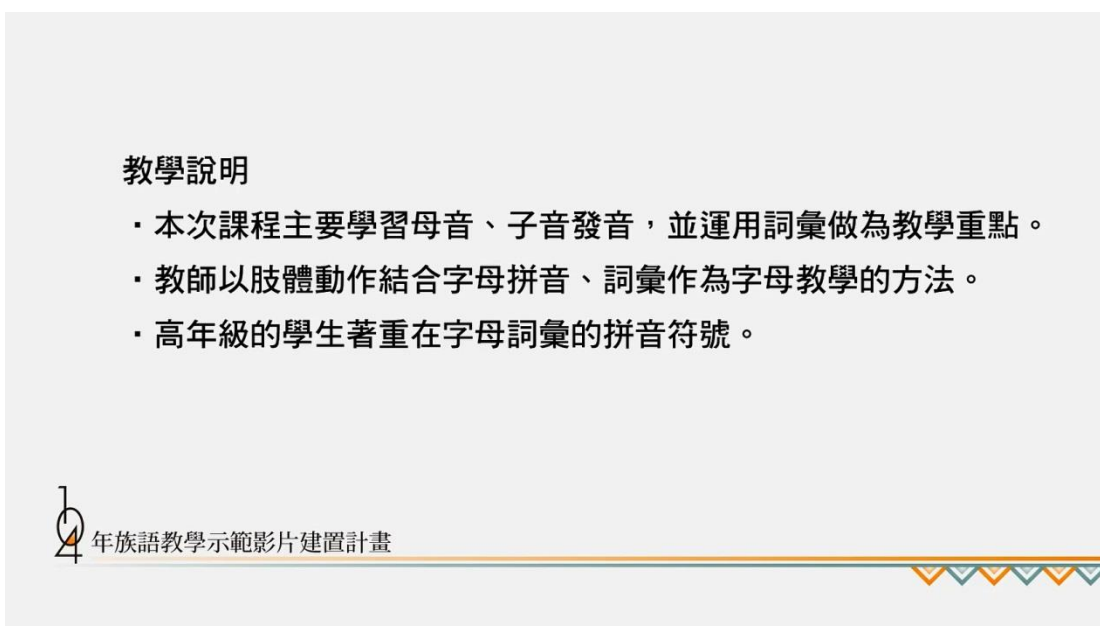 教學說明
・本次課程主要學習母音、子音發音，並運用詞彙做為教學重點。
・教師以肢體動作結合字母拼音、詞彙作為字母教學的方法。
・高年級的學生著重在字母詞彙的拼音符號。
104年族語教學示範影片建置計畫